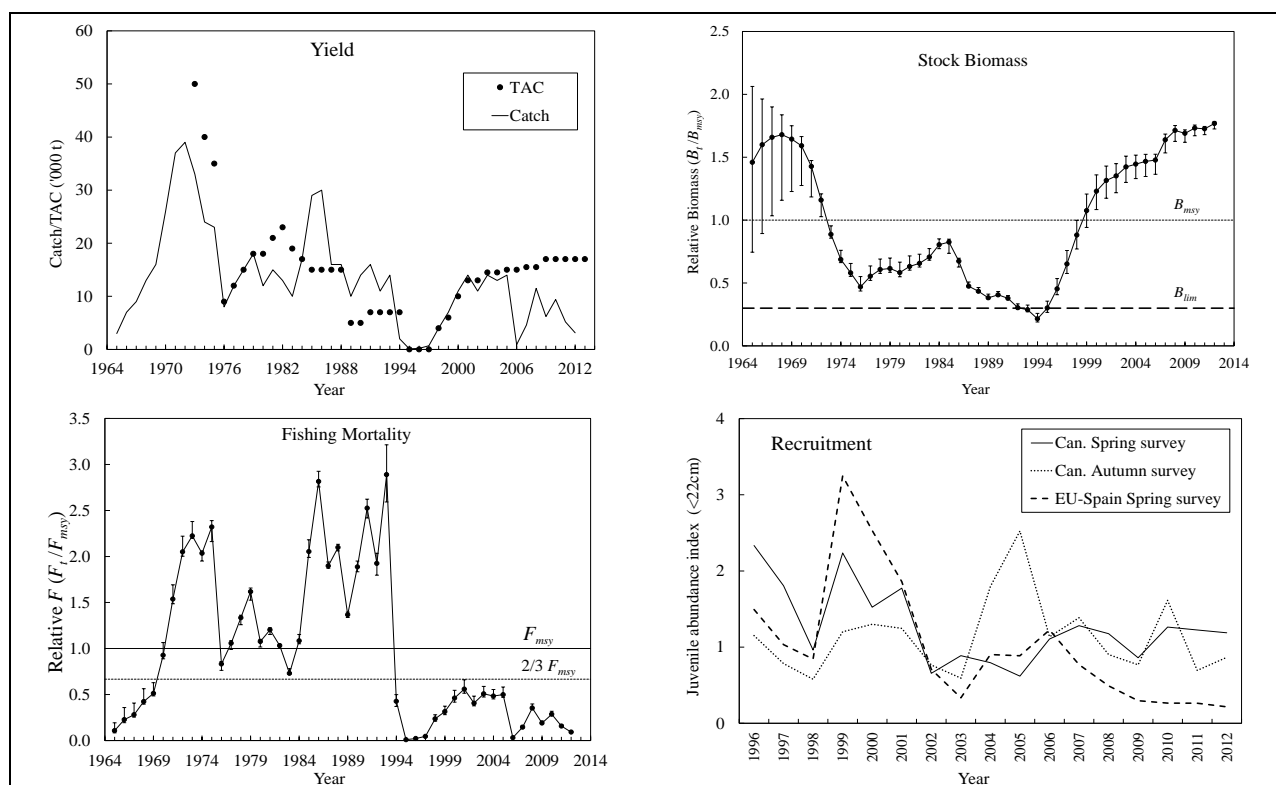 Yield
TAC
Catch
Catch/TAC ('000 t)
60
50
40
30
20
10
0
1964 1970 1976 1982 1988 1994 2000 2006 2012
Year
Stock Biomass
Relative Biomass (Bt/Bmsy)
2.5
2.0
1.5
1.0
0.5
0.0
Bmsy
Blim
1964 1969 1974 1979 1984 1989 1994 1999 2004 2009 2014
Year
Fishing Mortality
Relative F (Ft/Fmsy)
3.5
3.0
2.5
2.0
1.5
1.0
0.5
0.0
Fmsy
2/3 Fmsy
1964 1969 1974 1979 1984 1989 1994 1999 2004 2009 2014
Year
Recruitment
Can. Spring survey
Can. Autumn survey
EU-Spain Spring survey
Juvenile abundance index (<22cm)
4
3
2
1
0
1996 1997 1998 1999 2000 2001 2002 2003 2004 2005 2006 2007 2008 2009 2010 2011 2012
Year